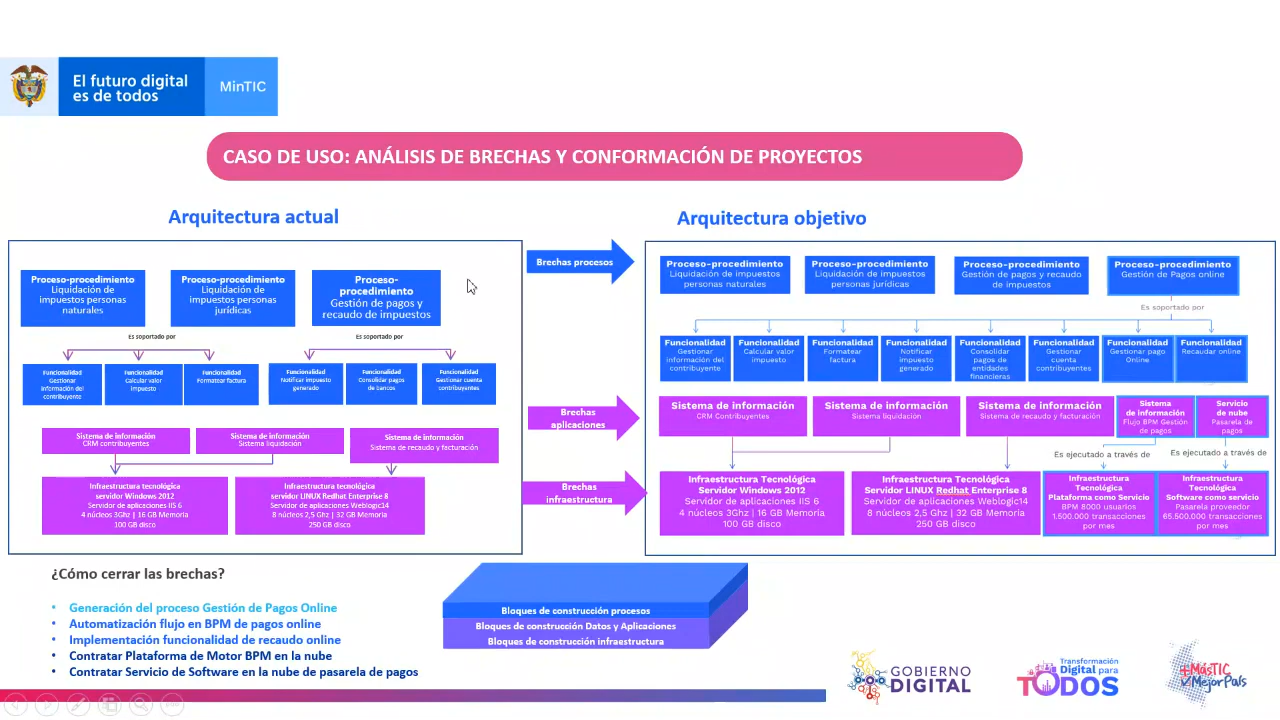 El futuro digital
es de todos
MinTIC
CASO DE USO: ANÁLISIS DE BRECHAS Y CONFORMACIÓN DE PROYECTOS
Arquitectura actual
Proceso-procedimiento
Liquidación de
impuestos personas
naturales
Proceso-procedimiento
Liquidación de
impuestos personas
jurídicas
Proceso-
procedimiento
Gestión de pagos y
recaudo de impuestos
Es soportado por
Es soportado por
Funcionalidad
Gestionar
información del
contribuyente
Funcionalidad
Calcular valor
impuesto
Funcionalidad
Formatear factura
Funcionalidad
Notificar impuesto
generado
Funcionalidad
Consolidar pagos
de bancos
Funcionalidad
Gestionar cuenta
contribuyentes
Sistema de información
CRM contribuyentes
Sistema de información
Sistema liquidación
Sistema de información
Sistema de recaudo y facturación
Infraestructura tecnológica
servidor Windows 2012
Servidor de aplicaciones IIS 6
4 núcleos 3Ghz | 16 GB Memoria
100 GB disco
Infraestructura tecnológica
servidor LINUX Redhat Enterprise 8
Servidor de aplicaciones Weblogic14
8 núcleos 2,5 Ghz | 32 GB Memoria
250 GB disco
Brechas procesos
Brechas
aplicaciones
Brechas
infraestructura
Arquitectura objetivo
Proceso-procedimiento
Liquidación de impuestos
personas naturales
Proceso-procedimiento
Liquidación de impuestos
personas jurídicas
Proceso-procedimiento
Gestión de pagos y recaudo
de impuestos
Proceso-procedimiento
Gestión de Pagos online
Es soportado por
Funcionalidad
Gestionar
información del
contribuyente
Funcionalidad
Calcular valor
impuesto
Funcionalidad
Formatear
factura
Funcionalidad
Notificar
impuesto
generado
Funcionalidad
Consolidar
pagos de
entidades
financieras
Funcionalidad
Gestionar
cuenta
contribuyentes
Funcionalidad
Gestionar pago
Online
Funcionalidad
Recaudar online
Sistema de información
CRM Contribuyentes
Sistema de información
Sistema liquidación
Sistema de información
Sistema de recaudo y facturación
Sistema
de información
Flujo BPM Gestión
de pagos
Servicio
de nube
Pasarela de
pagos
Es ejecutado a través de
Es ejecutado a través de
Infraestructura Tecnológica
Servidor Windows 2012
Servidor de aplicaciones IIS 6
4 núcleos 3Ghz | 16 GB Memoria
100 GB disco
Infraestructura Tecnológica
Servidor LINUX Redhat Enterprise 8
Servidor de aplicaciones Weblogic14
8 núcleos 2,5 Ghz | 32 GB Memoria
250 GB disco
Infraestructura
Tecnológica
Plataforma como Servicio
BPM 8000 usuarios
1.500.000 transacciones
por mes
Infraestructura
Tecnológica
Software como servicio
Pasarela proveedor
65.500.000 transacciones
por mes
¿Cómo cerrar las brechas?
• Generación del proceso Gestión de Pagos Online
• Automatización flujo en BPM de pagos online
• Implementación funcionalidad de recaudo online
• Contratar Plataforma de Motor BPM en la nube
• Contratar Servicio de Software en la nube de pasarela de pagos
Bloques de construcción procesos
Bloques de construcción Datos y Aplicaciones
Bloques de construcción infraestructura
GOBIERNO
DIGITAL
Transformación
Digital para
TODOS
+MásTIC
✓MejorPaís